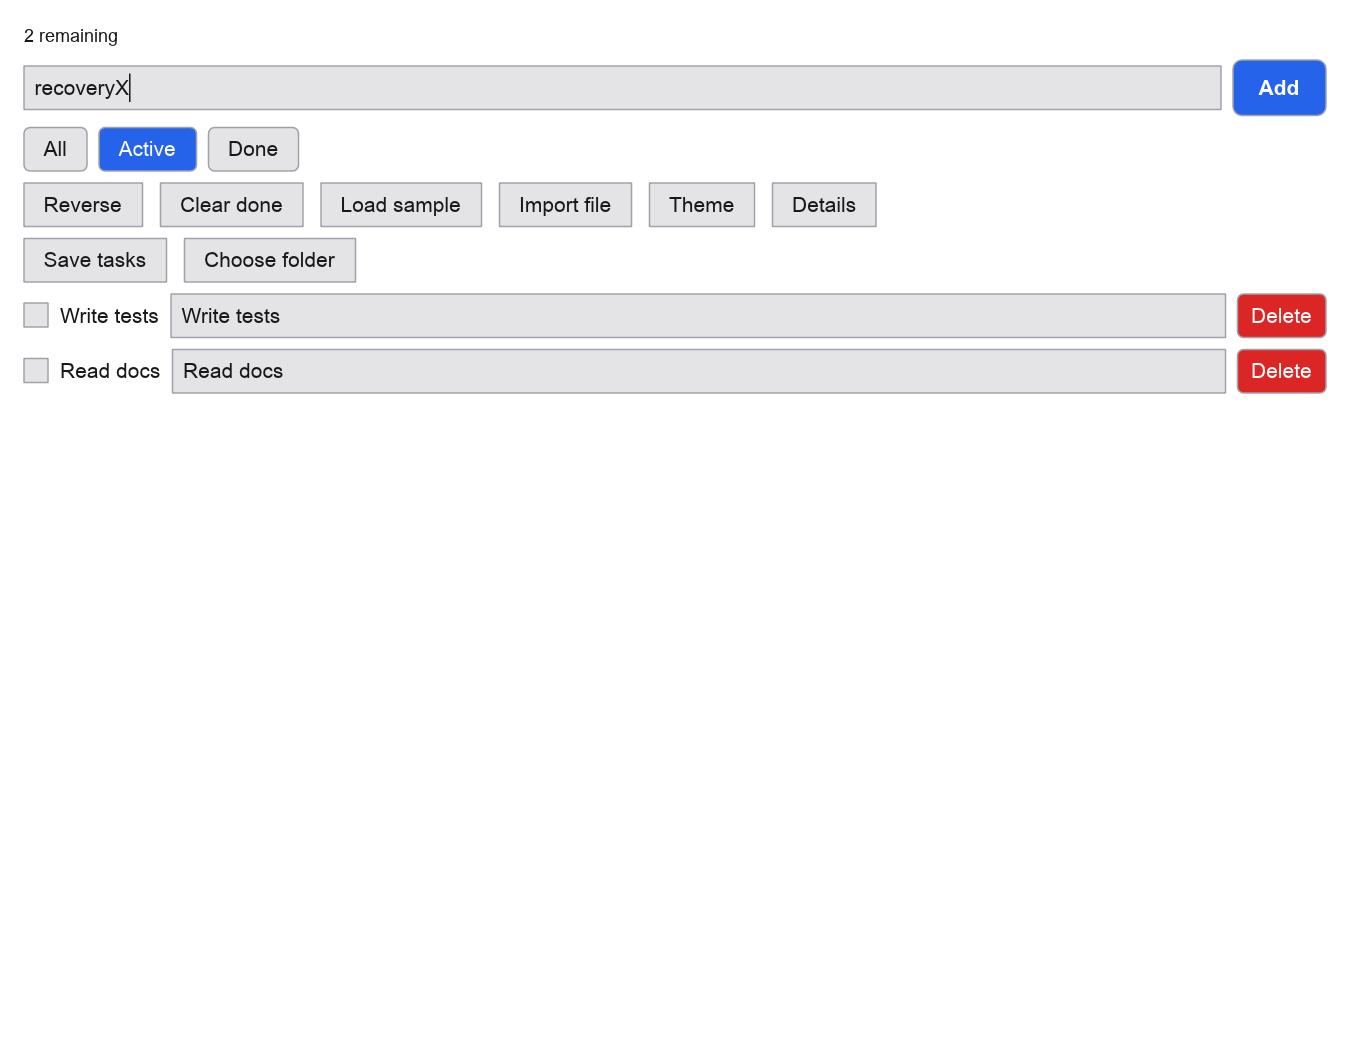 2 remaining
recoveryX Add
All Active Done
Reverse Clear done Load sample Import file Theme Details
Save tasks Choose folder
Write tests Write tests Delete
Read docs Read docs Delete